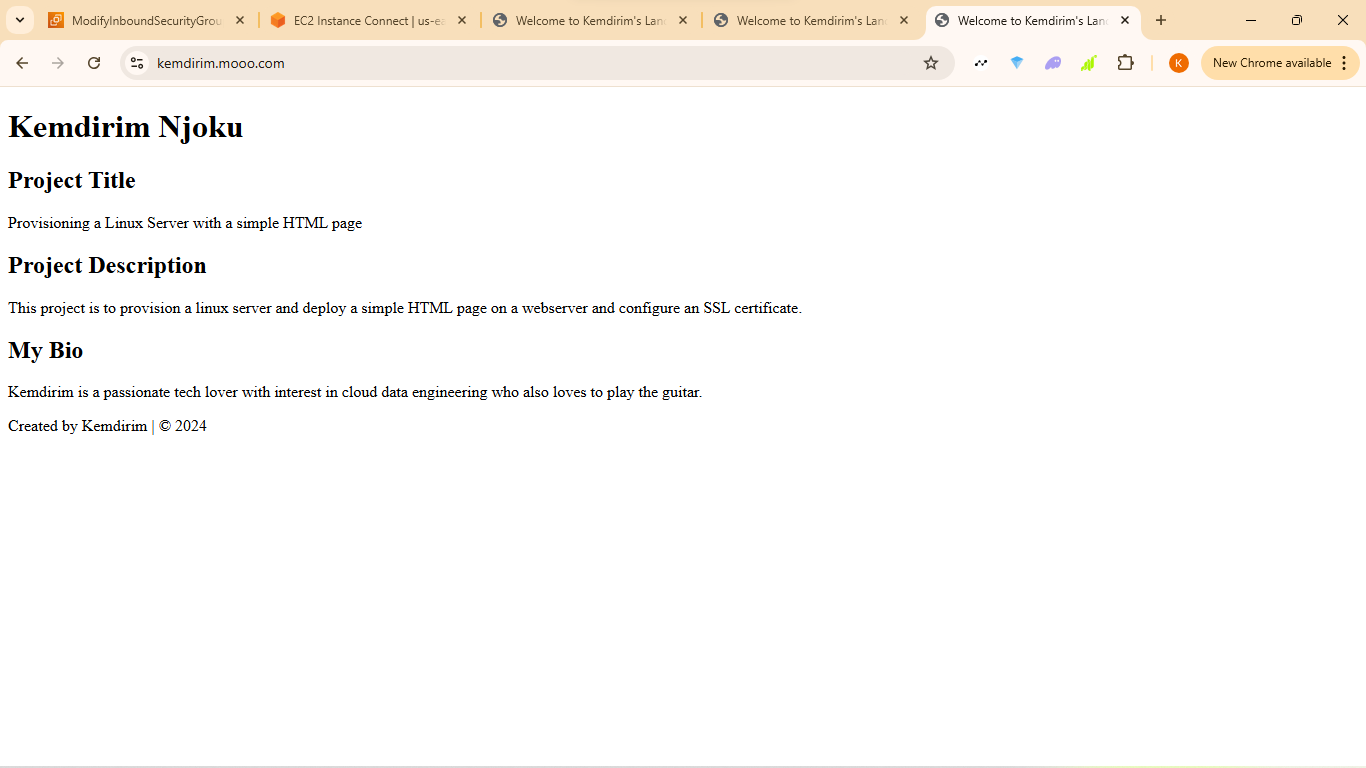 ModifyInboundSecurityGrou
EC2 Instance Connect | us-ea
Welcome to Kemdirim's Lan
Welcome to Kemdirim's Lan
Welcome to Kemdirim's Lan
kemdirim.mooo.com
K
New Chrome available
Kemdirim Njoku
Project Title
Provisioning a Linux Server with a simple HTML page
Project Description
This project is to provision a linux server and deploy a simple HTML page on a webserver and configure an SSL certificate.
My Bio
Kemdirim is a passionate tech lover with interest in cloud data engineering who also loves to play the guitar.
Created by Kemdirim | © 2024